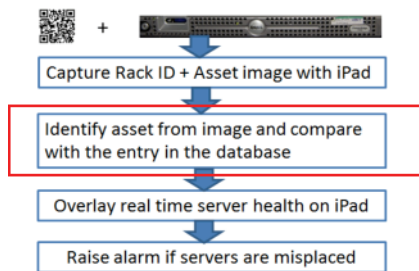 +
Capture Rack ID + Asset image with iPad
Identify asset from image and compare
with the entry in the database
Overlay real time server health on iPad
Raise alarm if servers are misplaced